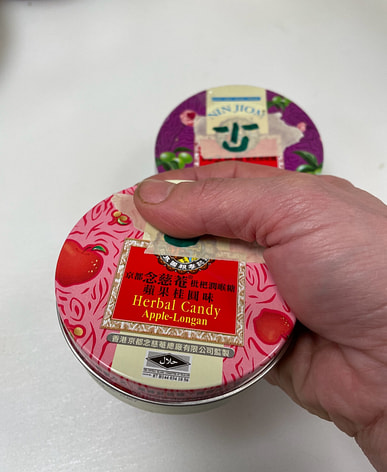 NIN JIOM
京都念慈菴枇杷潤喉糖
蘋果桂圓味
Herbal Candy
Apple-Longan
香港京都念慈菴總廠有限公司監製
حلال